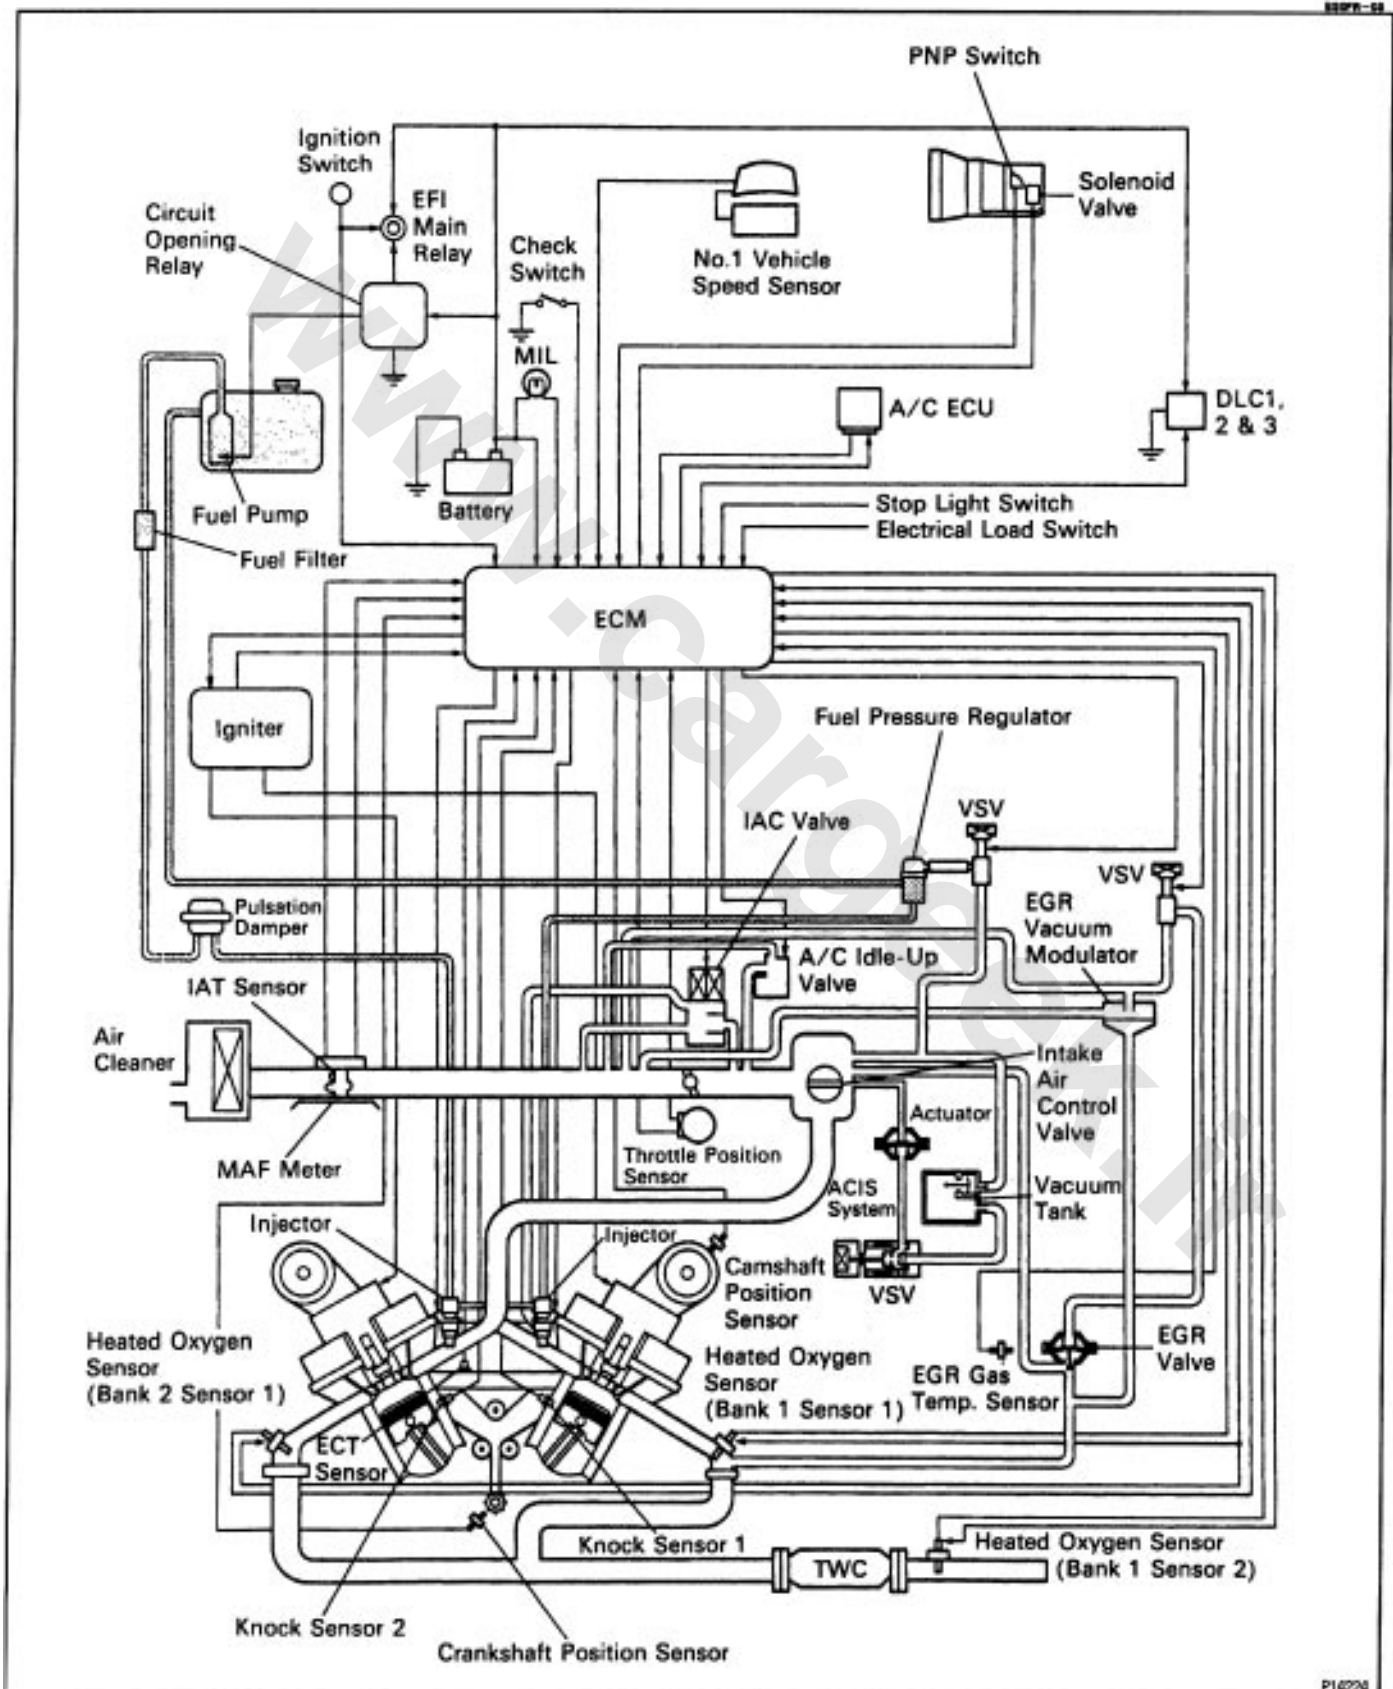 PNP Switch
Ignition
Switch
EFI
Main
Relay
Circuit
Opening
Relay
Check
Switch
No.1 Vehicle
Speed Sensor
Solenoid
Valve
MIL
A/C ECU
DLC1,
2 & 3
Battery
Fuel Pump
Fuel Filter
Stop Light Switch
Electrical Load Switch
ECM
Igniter
Fuel Pressure Regulator
IAC Valve
VSV
VSV
EGR
Vacuum
Modulator
Pulsation
Damper
A/C Idle-Up
Valve
IAT Sensor
Air
Cleaner
Intake
Air
Control
Valve
Actuator
MAF Meter
Throttle Position
Sensor
ACIS
System
Vacuum
Tank
Injector
Injector
Camshaft
Position
Sensor
VSV
Heated Oxygen
Sensor
(Bank 2 Sensor 1)
Heated Oxygen
Sensor
(Bank 1 Sensor 1)
EGR
Valve
EGR Gas
Temp. Sensor
ECT
Sensor
Knock Sensor 1
TWC
Heated Oxygen Sensor
(Bank 1 Sensor 2)
Knock Sensor 2
Crankshaft Position Sensor
P14224
www.cargeek.ir